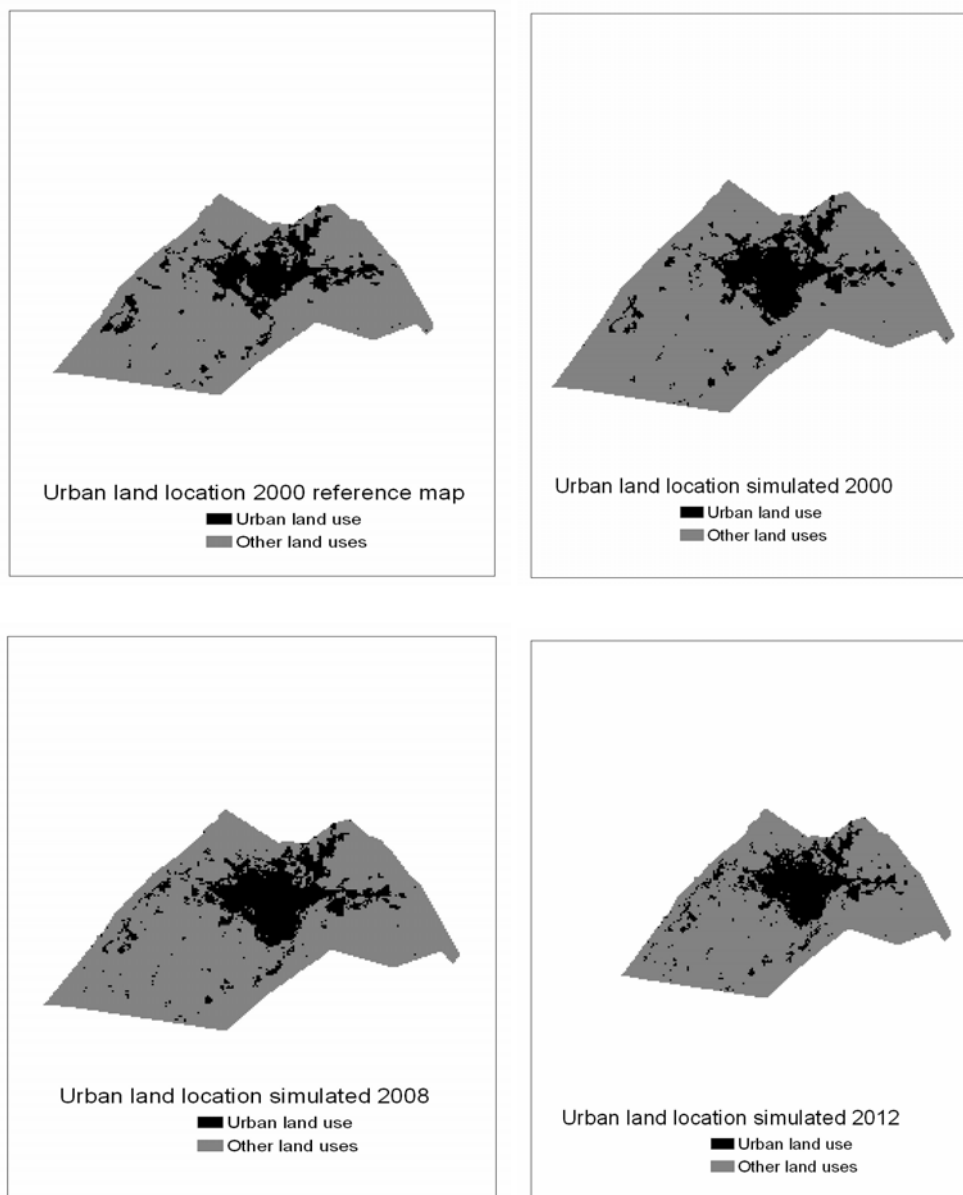 Urban land location 2000 reference map
Urban land use
Other land uses
Urban land location simulated 2000
Urban land use
Other land uses
Urban land location simulated 2008
Urban land use
Other land uses
Urban land location simulated 2012
Urban land use
Other land uses